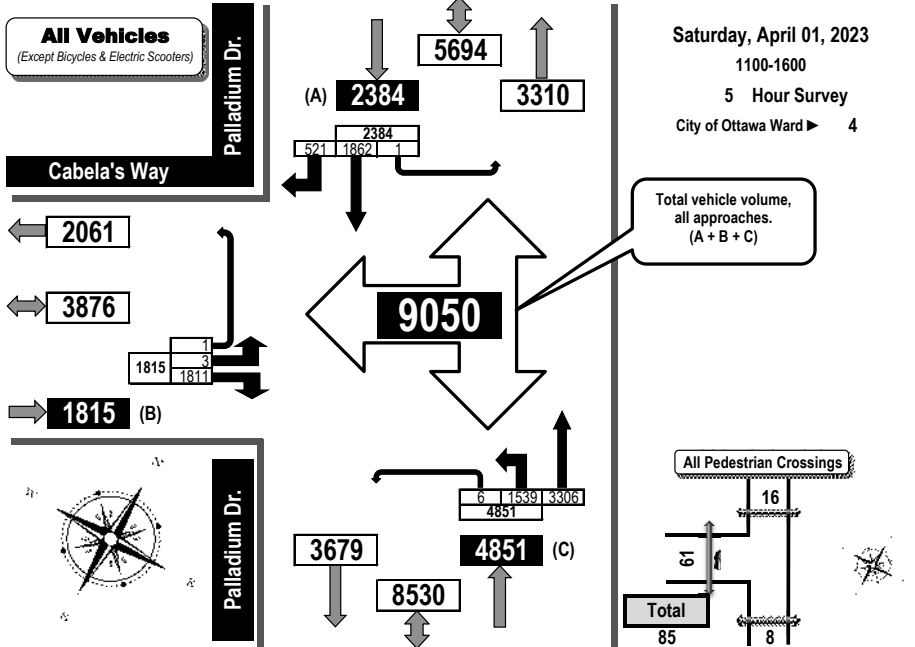 All Vehicles
(Except Bicycles & Electric Scooters)
Palladium Dr.
Cabela's Way
5694
(A) 2384
3310
2384
521 1862 1
Saturday, April 01, 2023
1100-1600
5 Hour Survey
City of Ottawa Ward ► 4
Total vehicle volume,
all approaches.
(A + B + C)
2061
3876
9050
1
1815 3
1811
1815 (B)
Palladium Dr.
6 1539 3306
4851
3679
4851 (C)
8530
All Pedestrian Crossings
16
61
Total
85
8